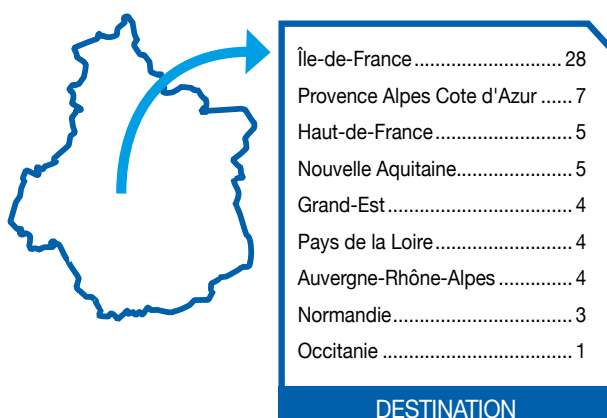 Île-de-France............................ 28
Provence Alpes Cote d'Azur ...... 7
Haut-de-France.......................... 5
Nouvelle Aquitaine...................... 5
Grand-Est................................... 4
Pays de la Loire.......................... 4
Auvergne-Rhône-Alpes .............. 4
Normandie.................................. 3
Occitanie .................................... 1
DESTINATION